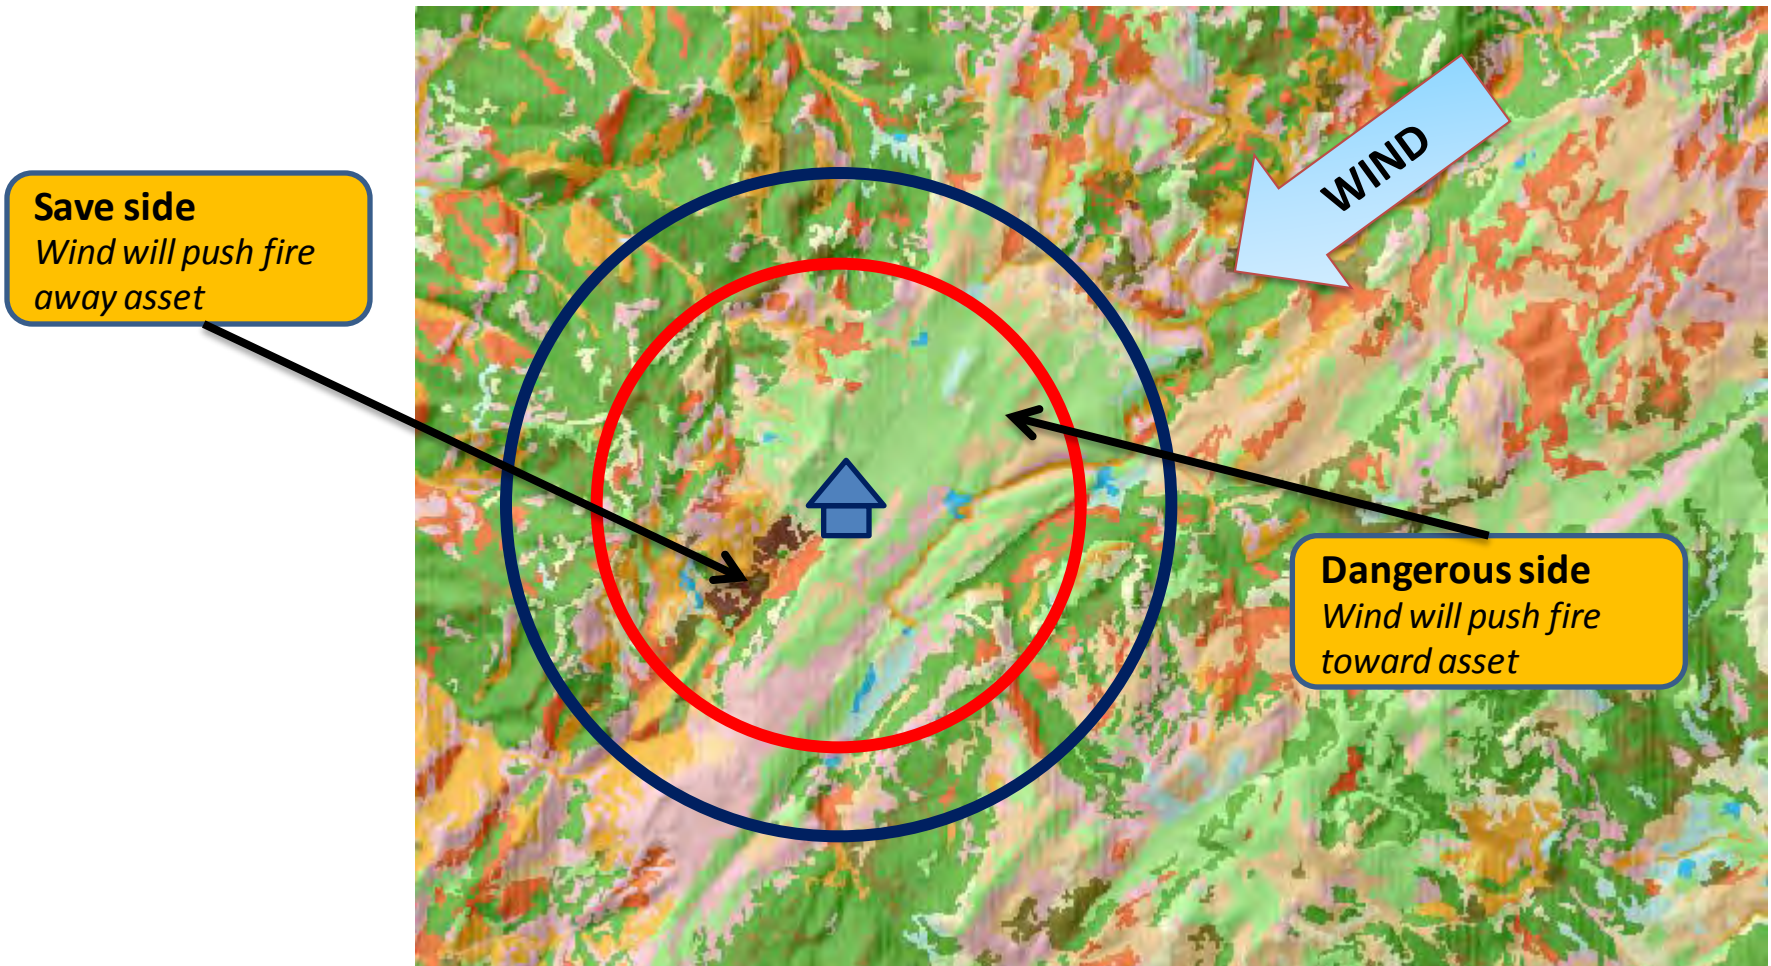 Save side
Wind will push fire
away asset
WIND
Dangerous side
Wind will push fire
toward asset